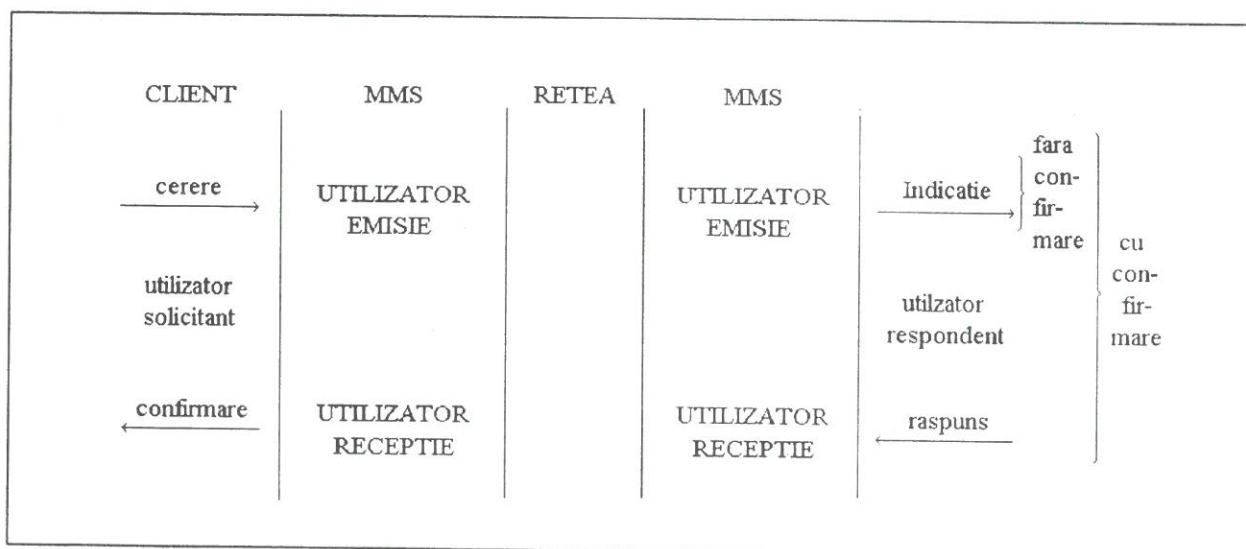 CLIENT MMS RETEA MMS
cerere
UTILIZATOR
EMISIE
UTILIZATOR
EMISIE
Indicatie
fara
con-
fir-
mare
utilizator
solicitant
utilzator
respondent
cu
con-
fir-
mare
confirmare
UTILIZATOR
RECEPTIE
UTILIZATOR
RECEPTIE
raspuns